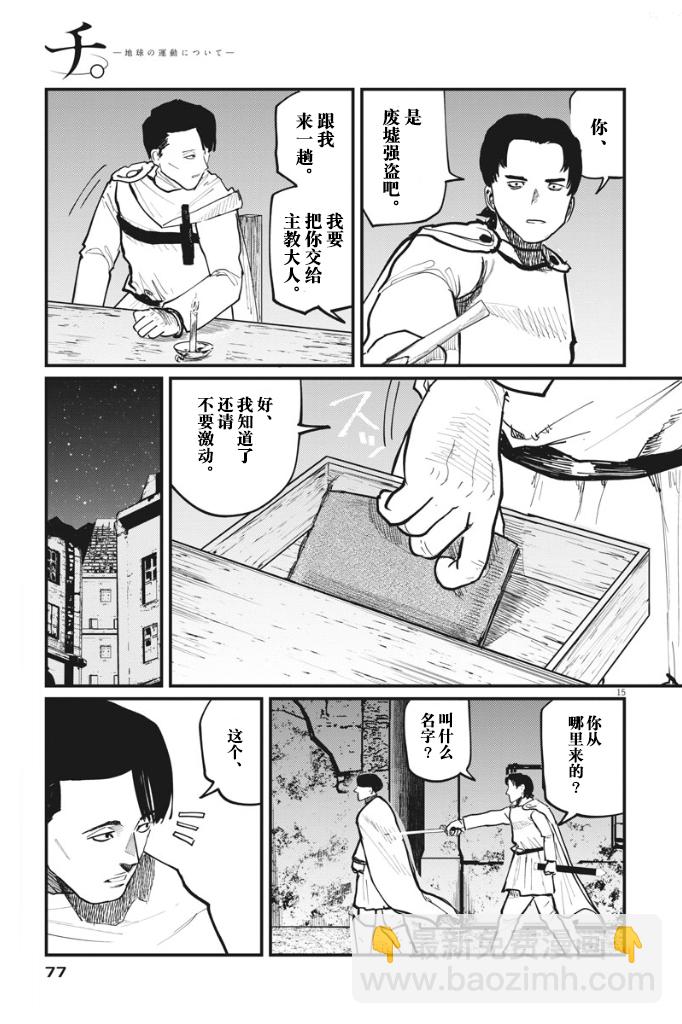 チ。
—地球の運動について—
你、
是
废墟强盗吧。
跟我
来一趟。
我要
把你交给
主教大人。
好、
我知道了
还请
不要激动。
ズッ
15
你从
哪里来的？
叫什么
名字？
这个、
77
最新免费漫画
www.baozimh.com